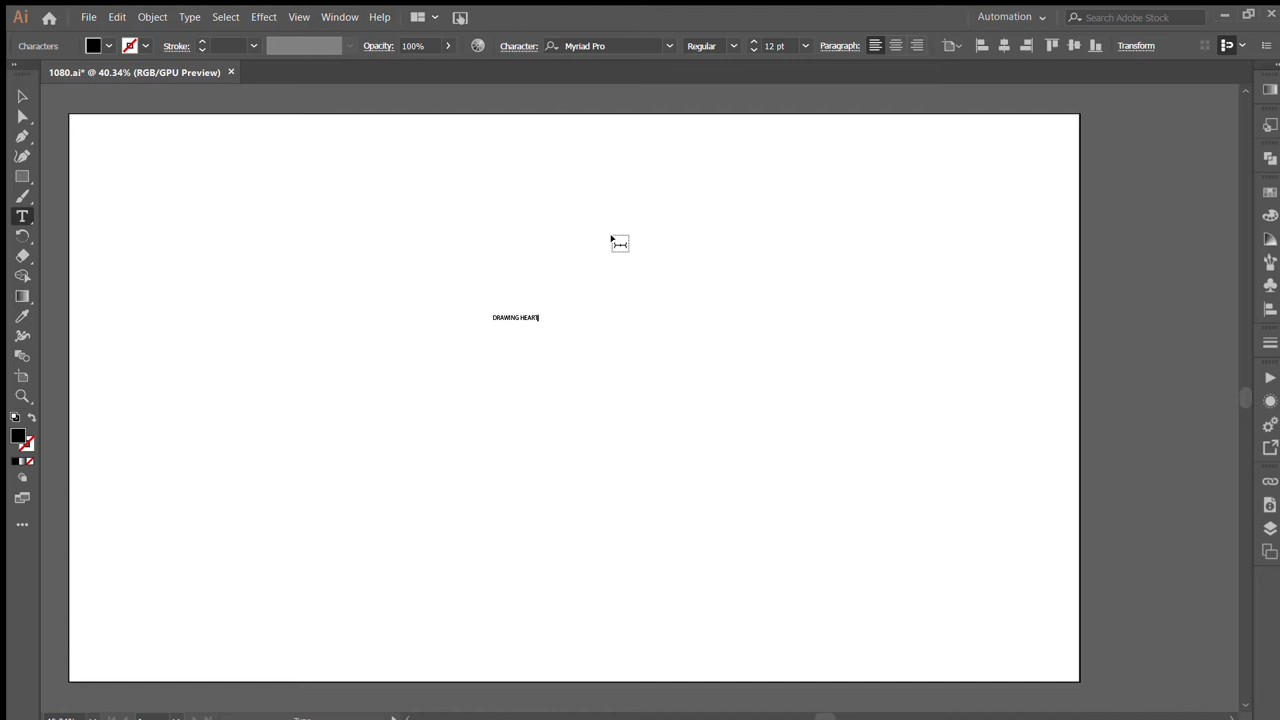 Ai File Edit Object Type Select Effect View Window Help Automation Search Adobe Stock
Characters Stroke: Opacity: 100% Character: Myriad Pro Regular 12 pt Paragraph: Transform
1080.ai* @ 40.34% (RGB/GPU Preview) ×
DRAWING HEART